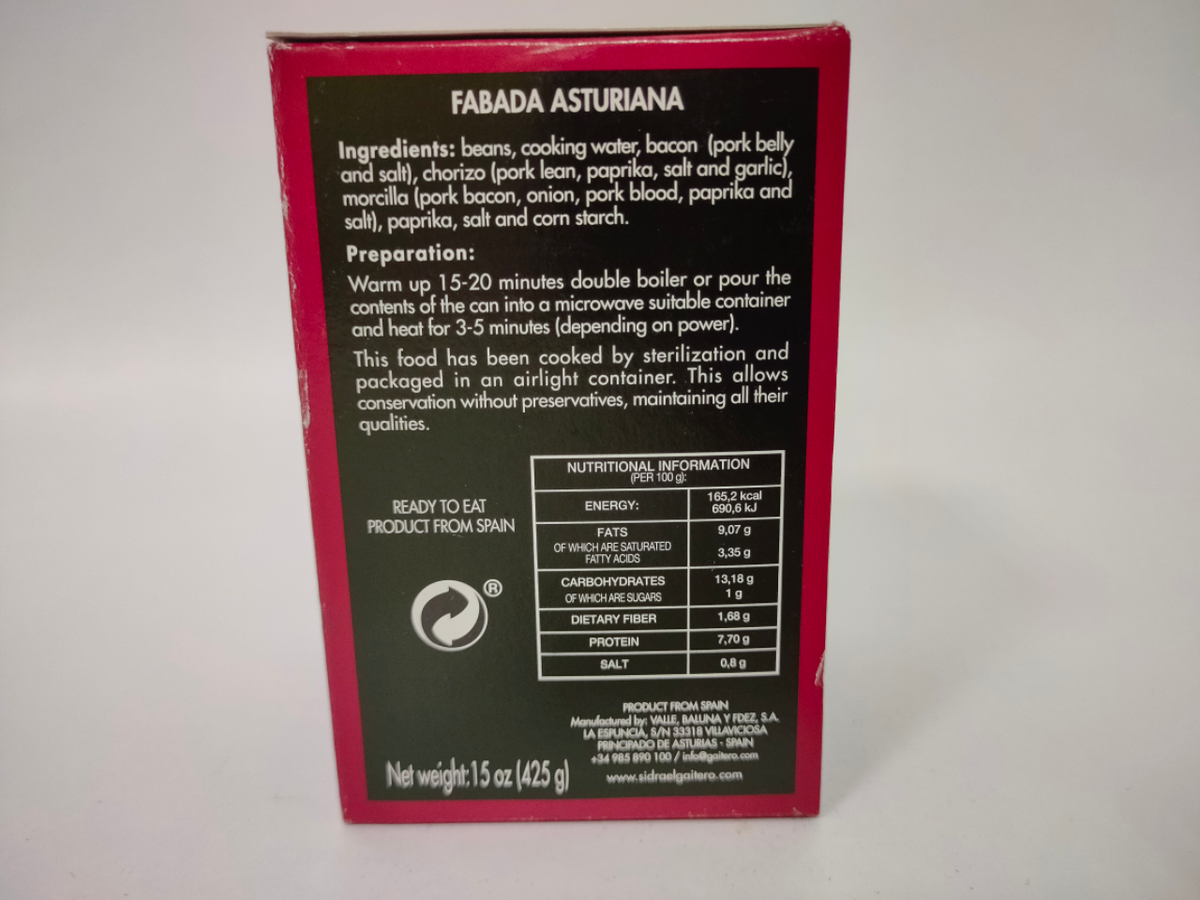 FABADA ASTURIANA
Ingredients: beans, cooking water, bacon (pork belly
and salt), chorizo (pork lean, paprika, salt and garlic),
morcilla (pork bacon, onion, pork blood, paprika and
salt), paprika, salt and corn starch.
Preparation:
Warm up 15-20 minutes double boiler or pour the
contents of the can into a microwave suitable container
and heat for 3-5 minutes (depending on power).
This food has been cooked by sterilization and
packaged in an airlight container. This allows
conservation without preservatives, maintaining all their
qualities.
READY TO EAT
PRODUCT FROM SPAIN
®
NUTRITIONAL INFORMATION
(PER 100 g):
ENERGY: 165,2 kcal
690,6 kJ
FATS 9,07 g
OF WHICH ARE SATURATED
FATTY ACIDS 3,35 g
CARBOHYDRATES 13,18 g
OF WHICH ARE SUGARS 1 g
DIETARY FIBER 1,68 g
PROTEIN 7,70 g
SALT 0,8 g
PRODUCT FROM SPAIN
Manufactured by: VALLE, BALLINA Y FDEZ, S.A.
LA ESPUNCIA, S/N 33318 VILLAVICIOSA
PRINCIPADO DE ASTURIAS - SPAIN
+34 985 890 100 / info@gaitero.com
www.sidraelgaitero.com
Net weight: 15 oz (425 g)